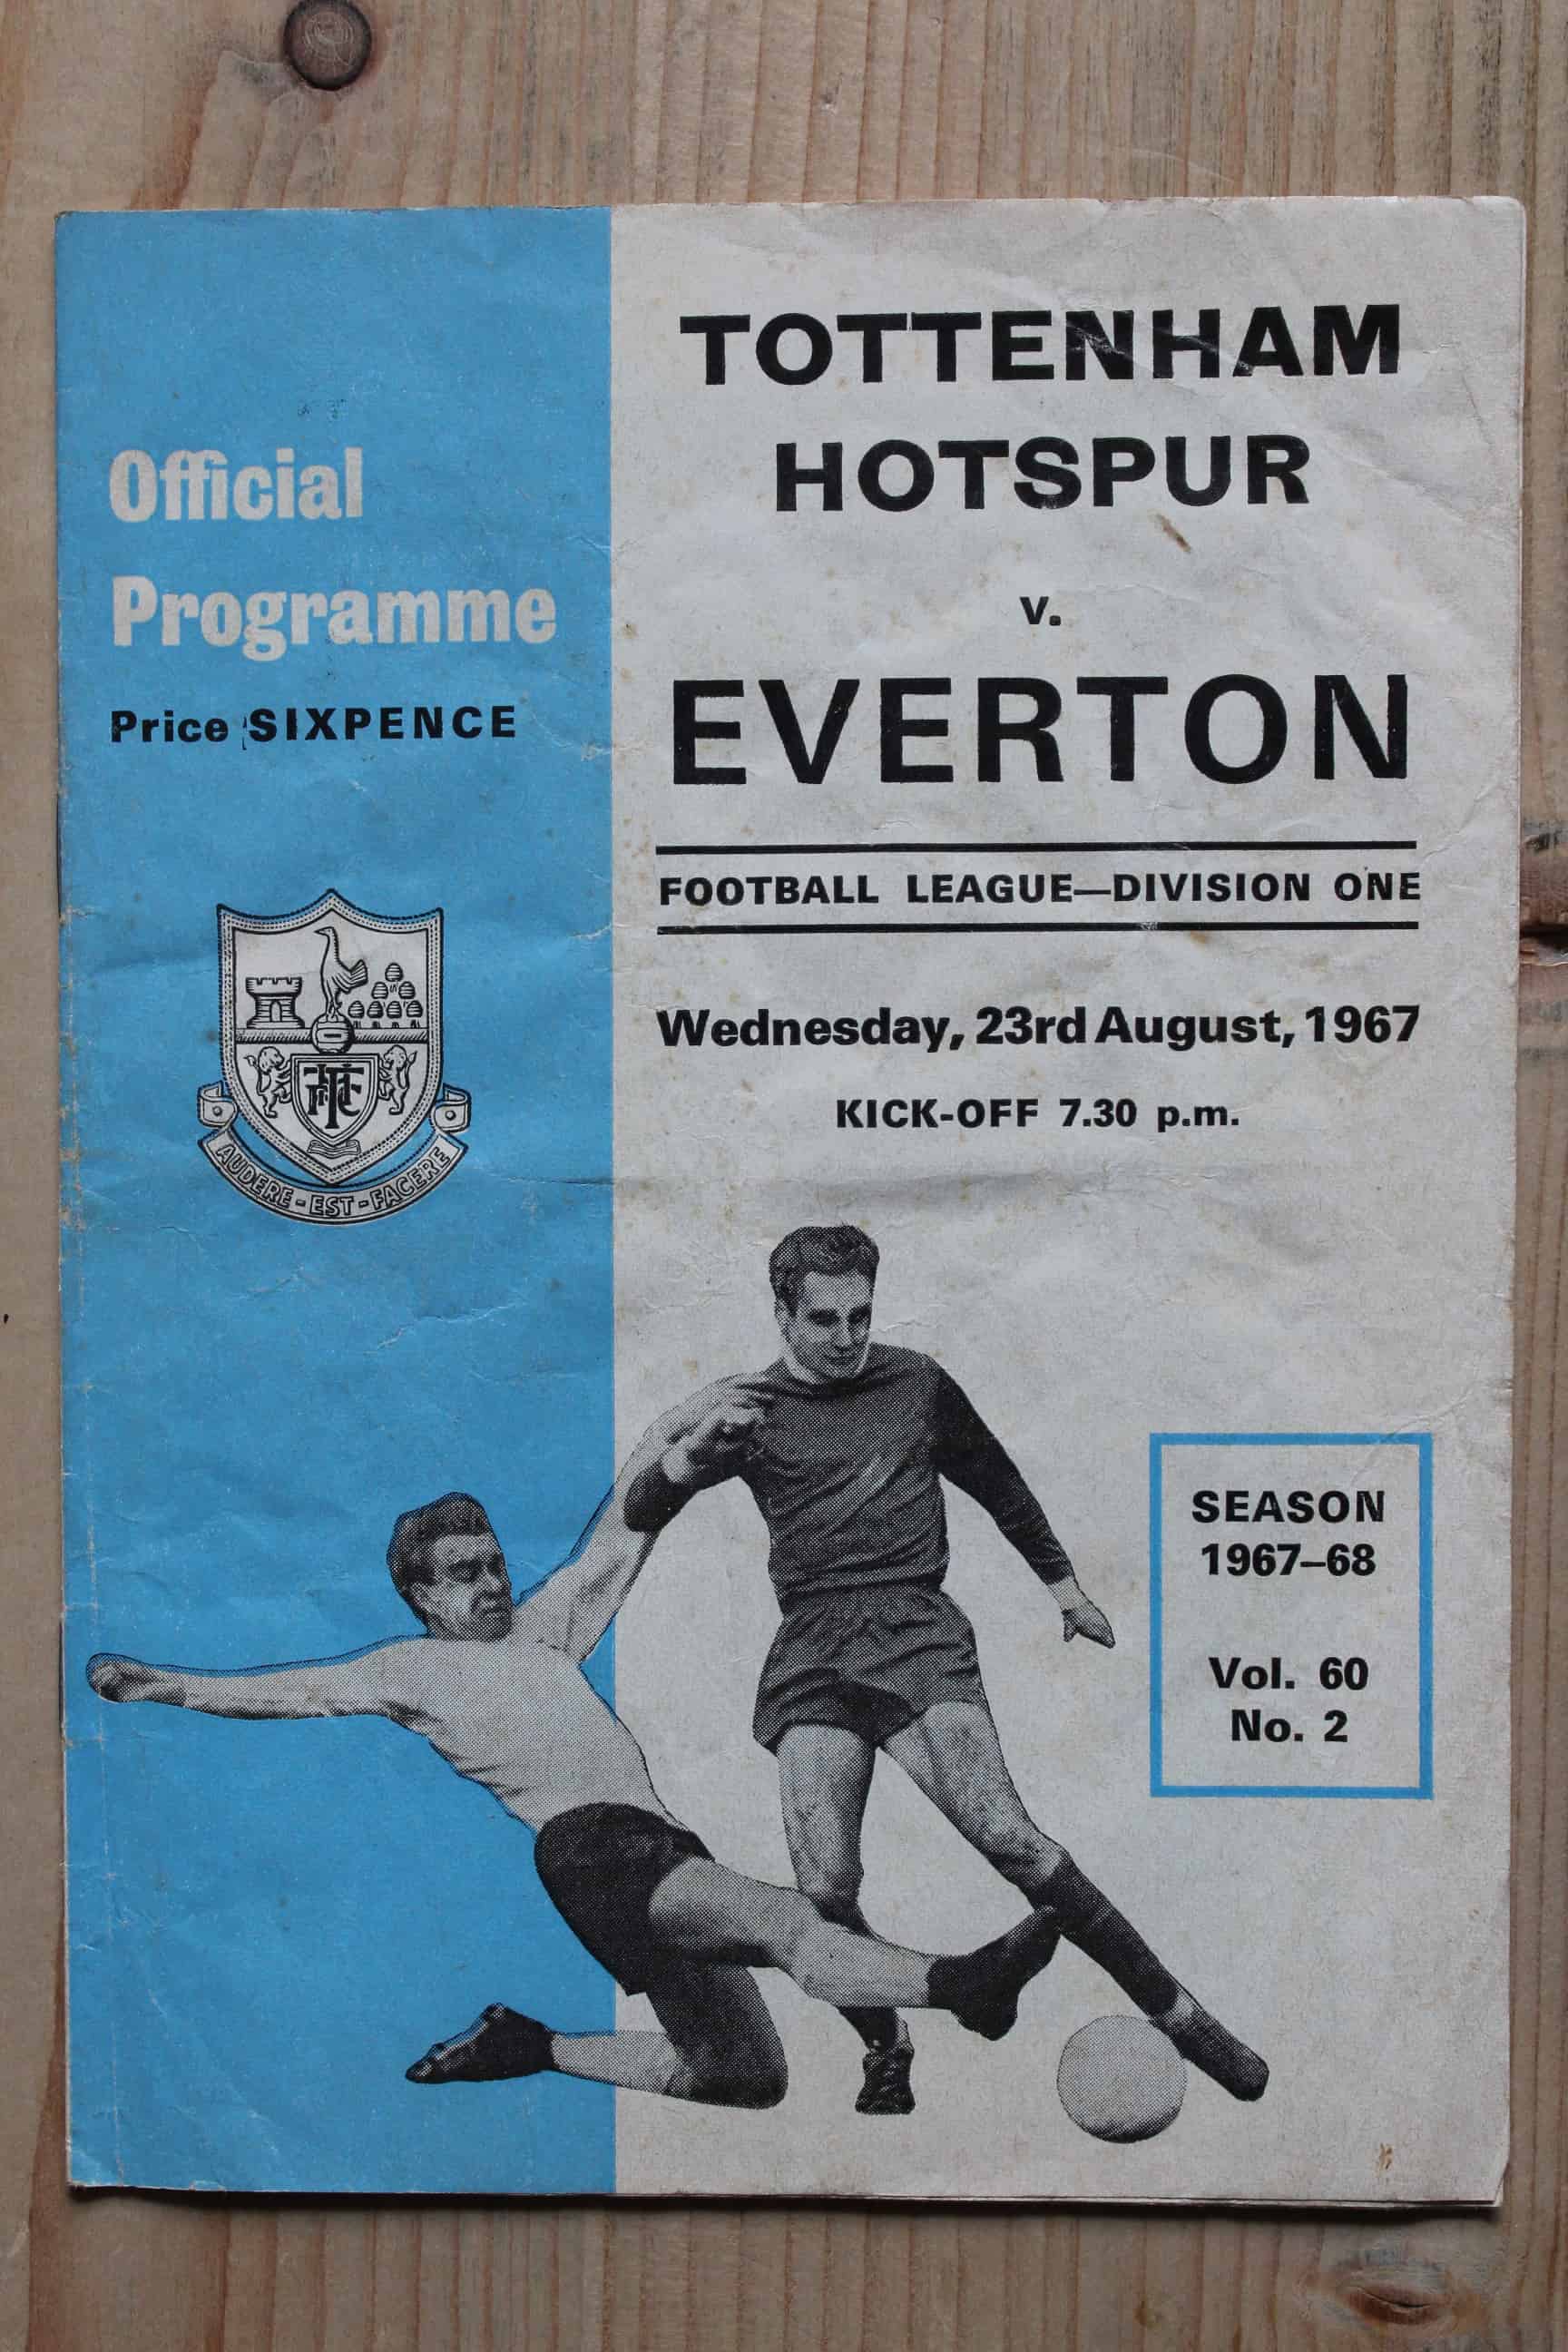 Official
Programme
Price SIXPENCE
AUDERE-EST-FACERE
TOTTENHAM
HOTSPUR
v.
EVERTON
FOOTBALL LEAGUE—DIVISION ONE
Wednesday, 23rd August, 1967
KICK-OFF 7.30 p.m.
SEASON
1967–68
Vol. 60
No. 2